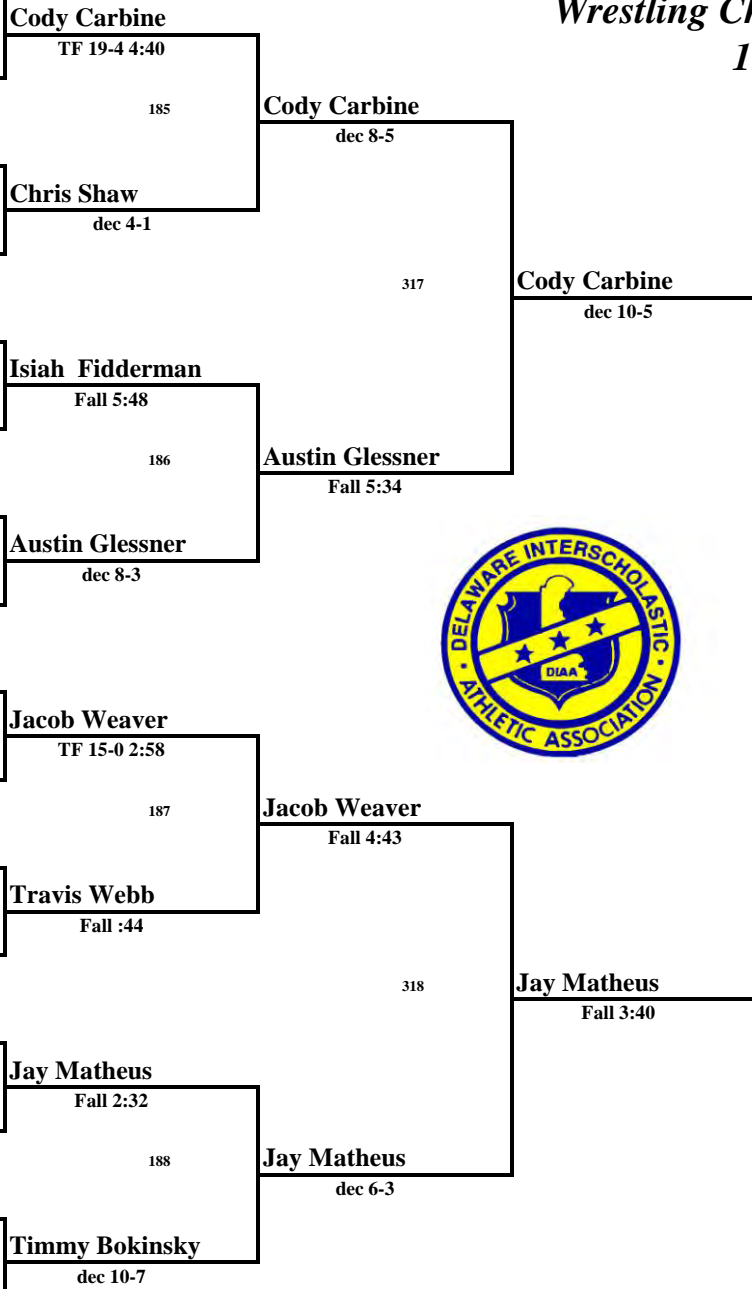 Wrestling Ch
1
Cody Carbine
TF 19-4 4:40
185
Cody Carbine
dec 8-5
Chris Shaw
dec 4-1
317
Cody Carbine
dec 10-5
Isiah Fidderman
Fall 5:48
186
Austin Glessner
Fall 5:34
Austin Glessner
dec 8-3
DELAWARE INTERSCHOLASTIC
DIAA
ATHLETIC ASSOCIATION
Jacob Weaver
TF 15-0 2:58
187
Jacob Weaver
Fall 4:43
Travis Webb
Fall :44
318
Jay Matheus
Fall 3:40
Jay Matheus
Fall 2:32
188
Jay Matheus
dec 6-3
Timmy Bokinsky
dec 10-7